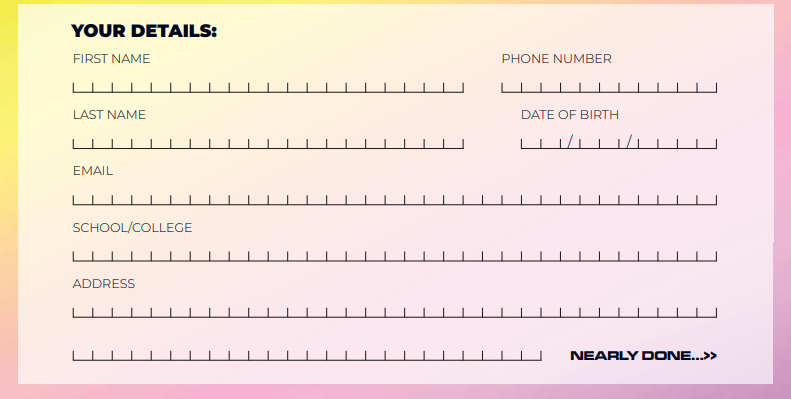 YOUR DETAILS:
FIRST NAME
PHONE NUMBER
LAST NAME
DATE OF BIRTH
/ /
EMAIL
SCHOOL/COLLEGE
ADDRESS
NEARLY DONE...>>